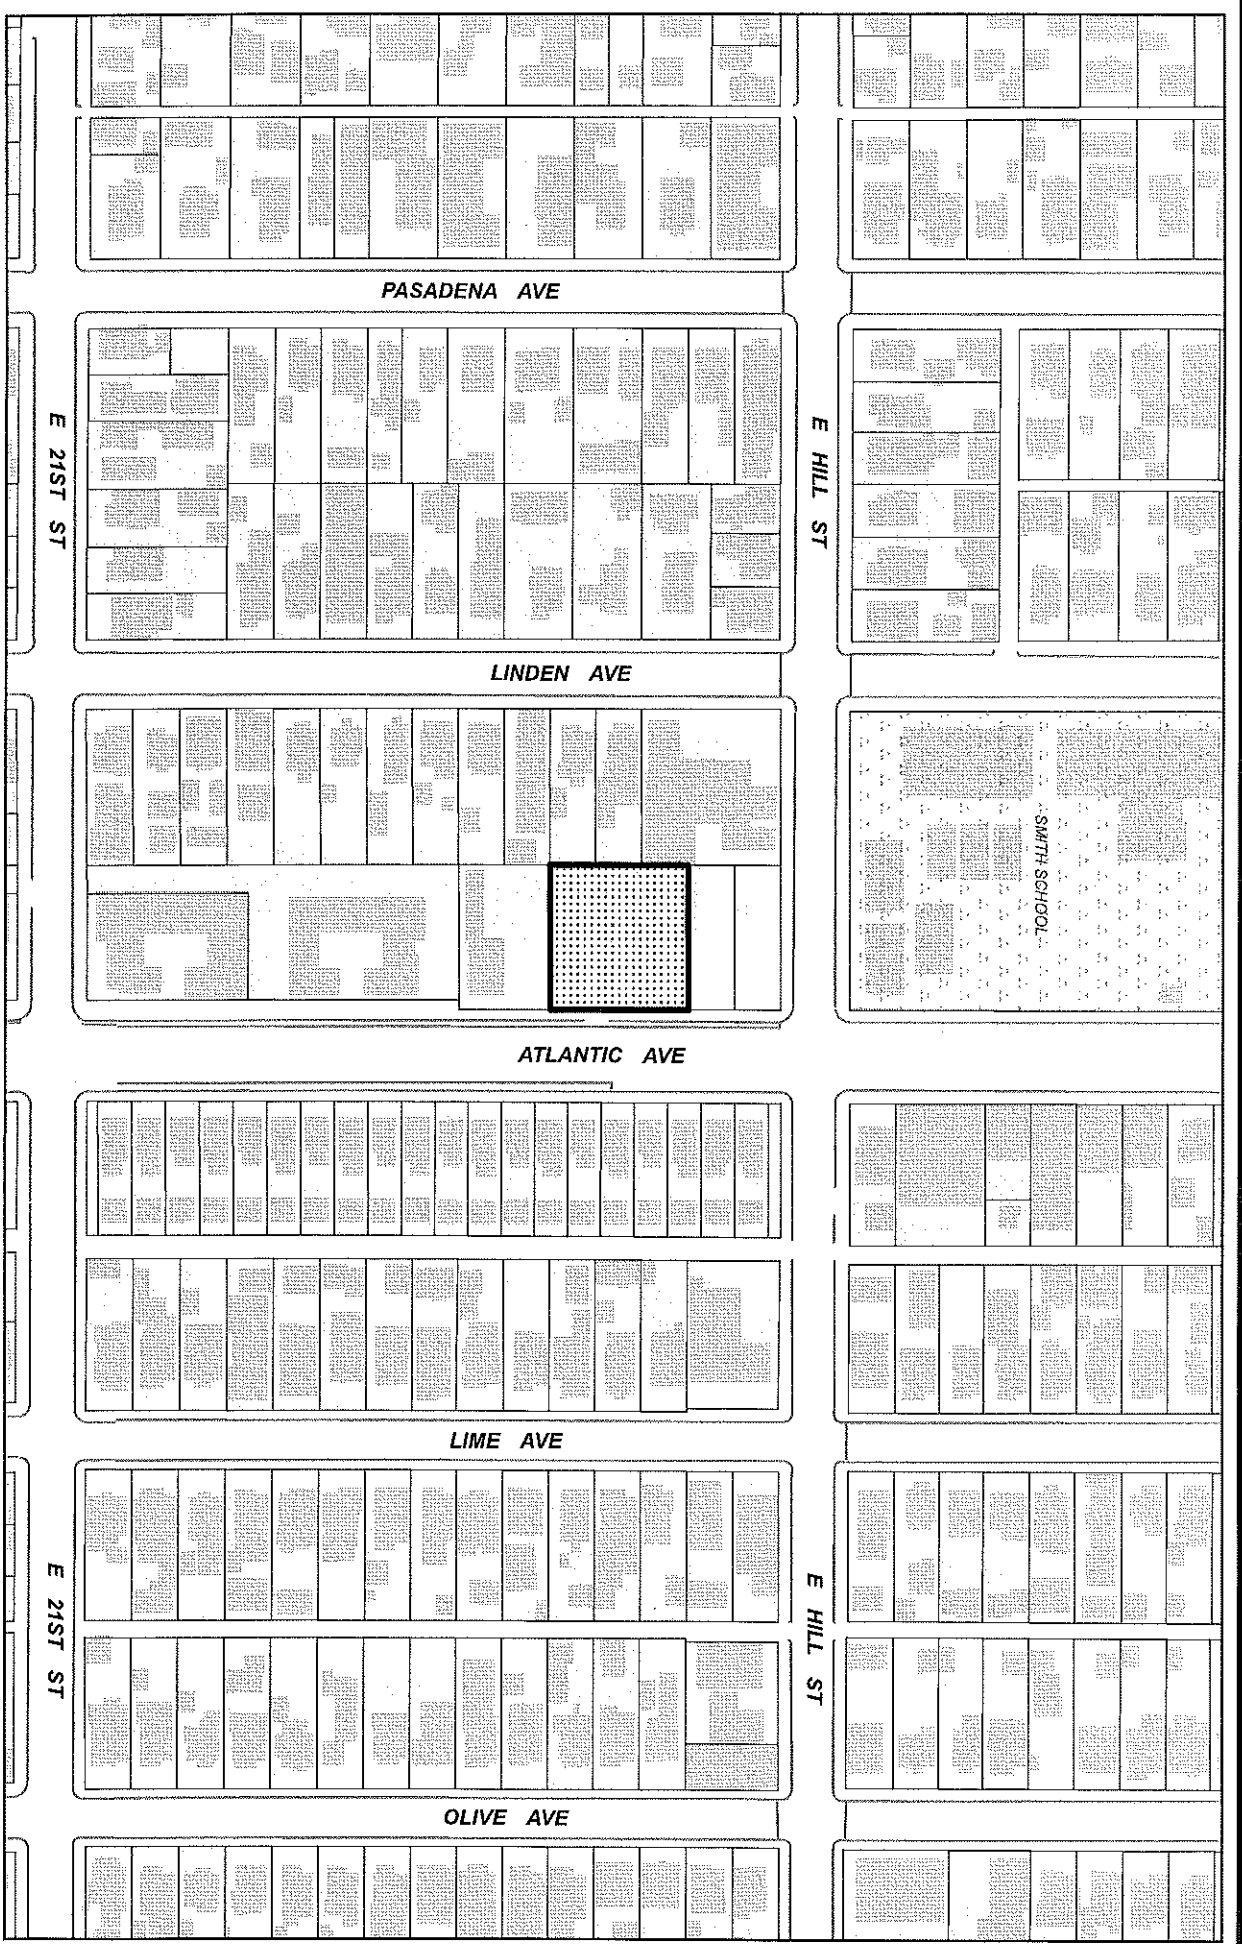 PASADENA AVE
E 21ST ST
E HILL ST
LINDEN AVE
SMITH SCHOOL
ATLANTIC AVE
LIME AVE
E 21ST ST
E HILL ST
OLIVE AVE